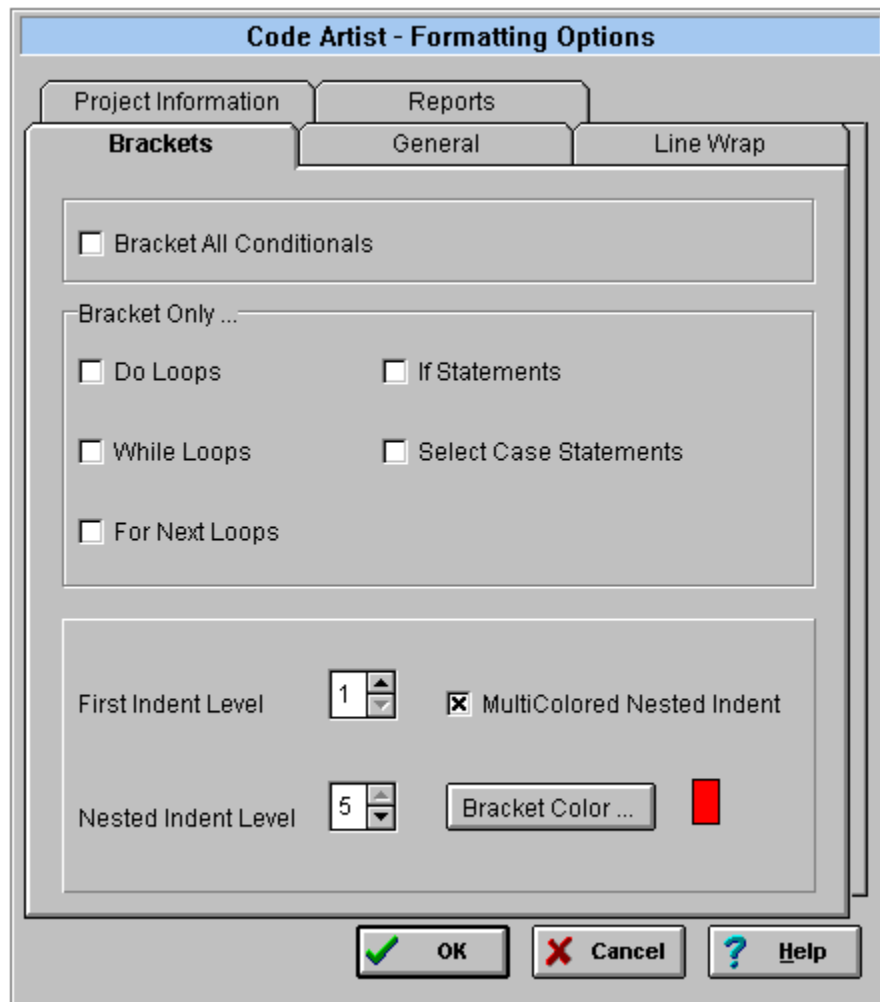 Code Artist - Formatting Options
Project Information Reports
Brackets General Line Wrap
Bracket All Conditionals
Bracket Only ...
Do Loops If Statements
While Loops Select Case Statements
For Next Loops
First Indent Level 1 MultiColored Nested Indent
Nested Indent Level 5 Bracket Color ...
OK Cancel Help